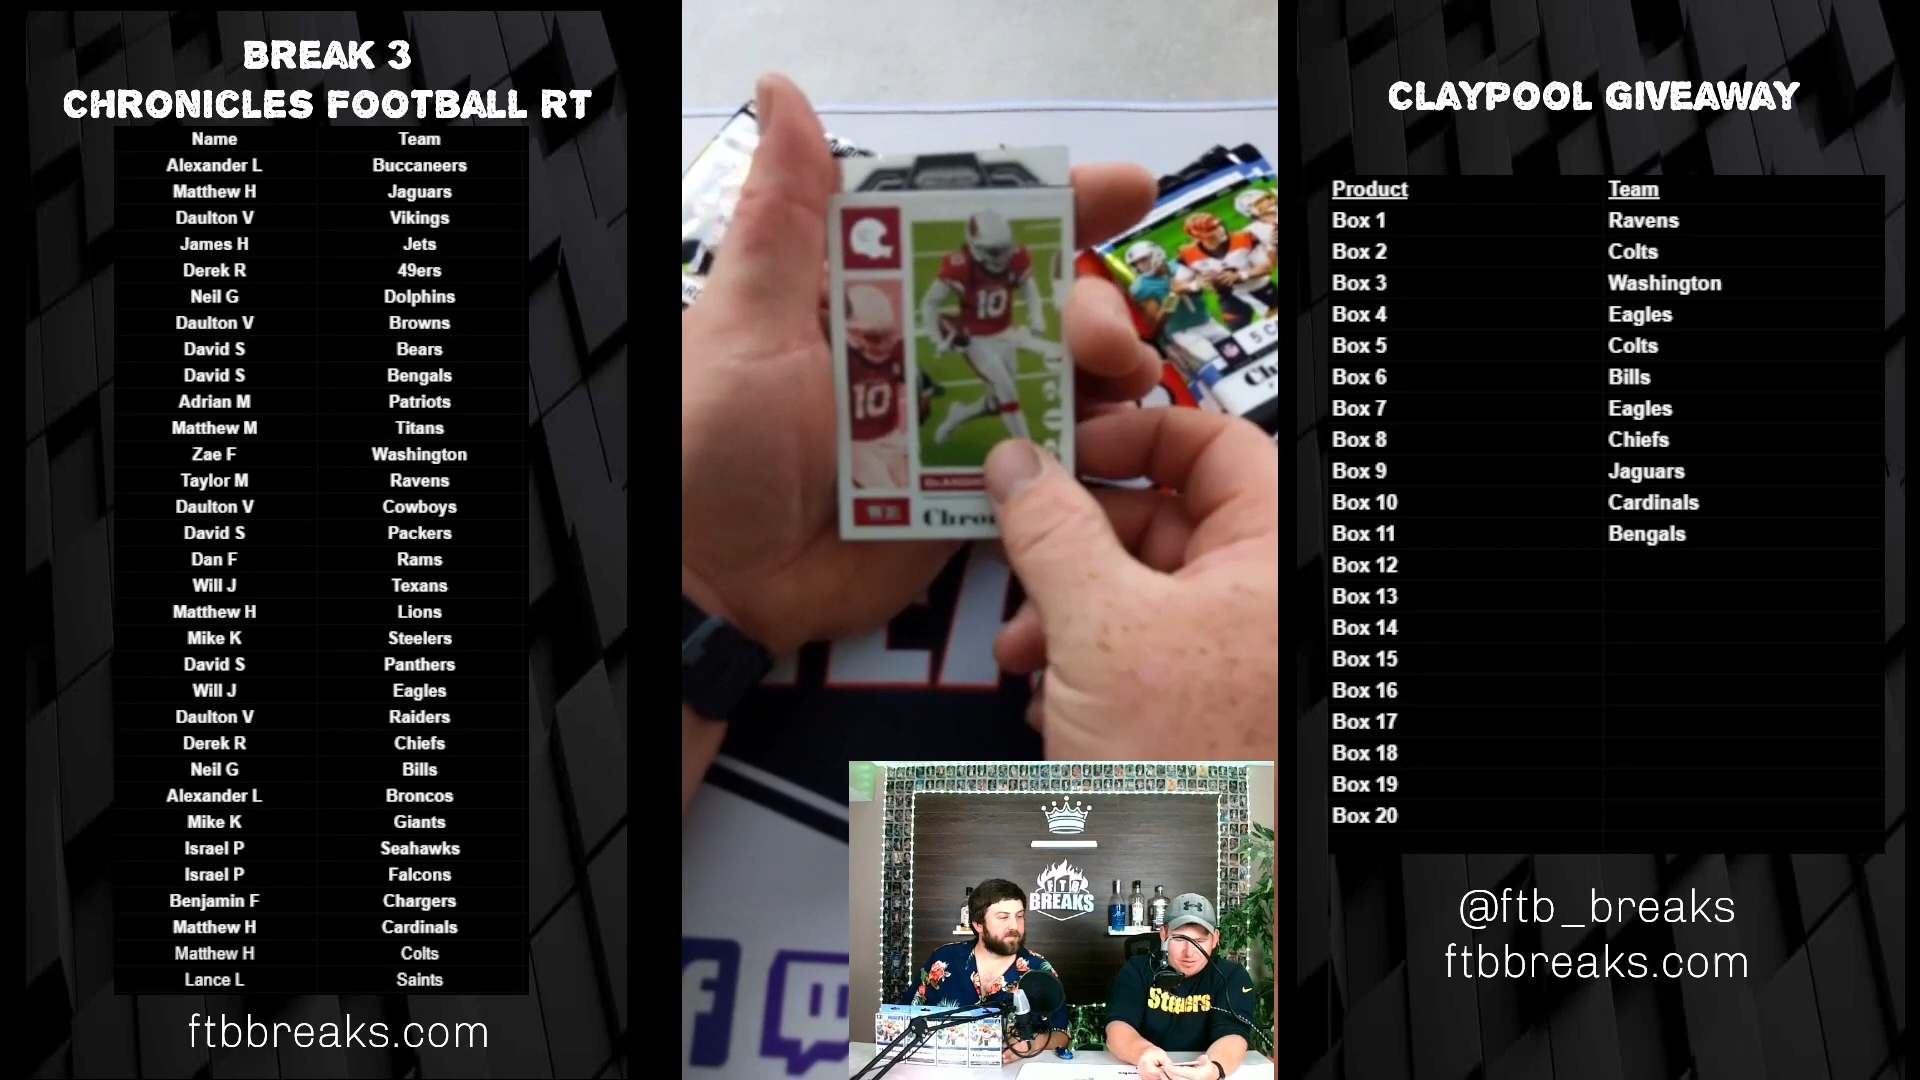 BREAK 3
CHRONICLES FOOTBALL RT
Name Team
Alexander L Buccaneers
Matthew H Jaguars
Daulton V Vikings
James H Jets
Derek R 49ers
Neil G Dolphins
Daulton V Browns
David S Bears
David S Bengals
Adrian M Patriots
Matthew M Titans
Zae F Washington
Taylor M Ravens
Daulton V Cowboys
David S Packers
Dan F Rams
Will J Texans
Matthew H Lions
Mike K Steelers
David S Panthers
Will J Eagles
Daulton V Raiders
Derek R Chiefs
Neil G Bills
Alexander L Broncos
Mike K Giants
Israel P Seahawks
Israel P Falcons
Benjamin F Chargers
Matthew H Cardinals
Matthew H Colts
Lance L Saints
ftbbreaks.com
10
10
WR
5
FTB
BREAKS
Steelers
CLAYPOOL GIVEAWAY
Product Team
Box 1 Ravens
Box 2 Colts
Box 3 Washington
Box 4 Eagles
Box 5 Colts
Box 6 Bills
Box 7 Eagles
Box 8 Chiefs
Box 9 Jaguars
Box 10 Cardinals
Box 11 Bengals
Box 12
Box 13
Box 14
Box 15
Box 16
Box 17
Box 18
Box 19
Box 20
@ftb_breaks
ftbbreaks.com